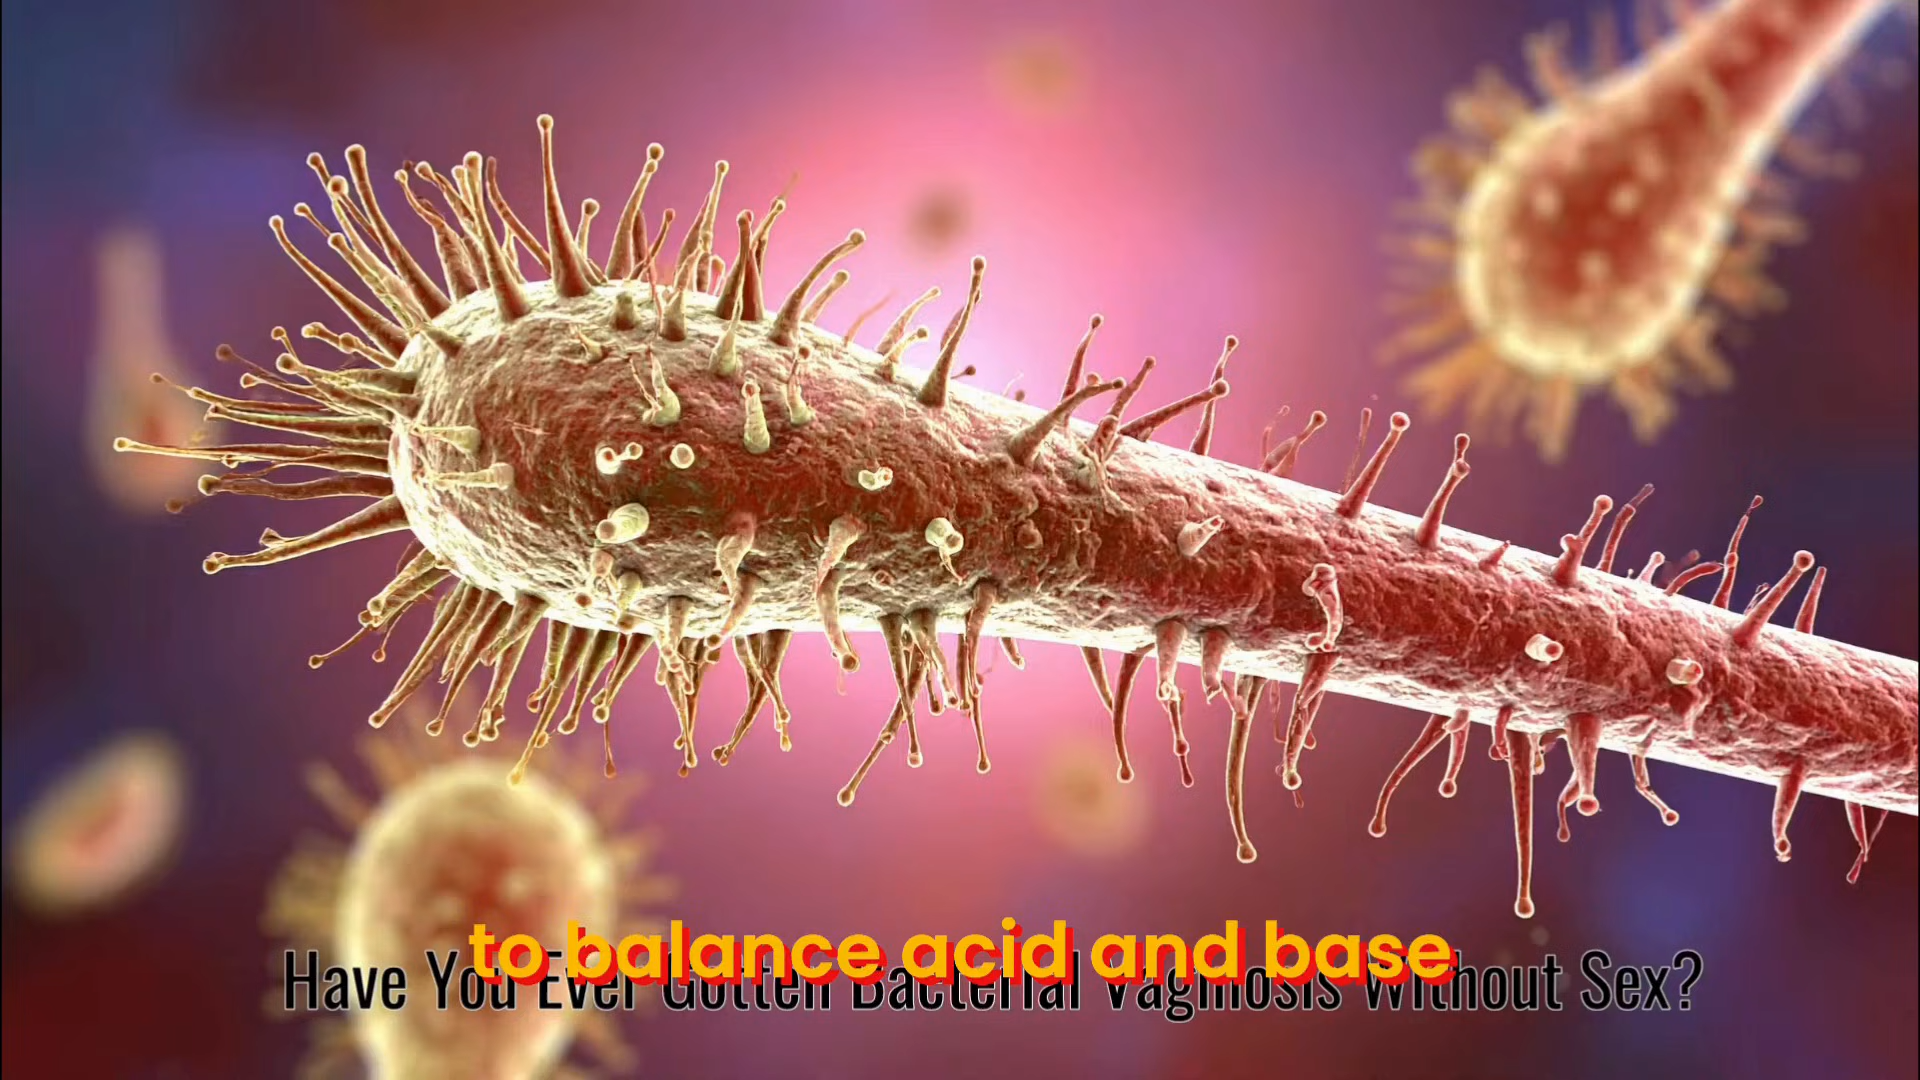 to balance acid and base
Have You Ever Gotten Bacterial Vaginosis Without Sex?